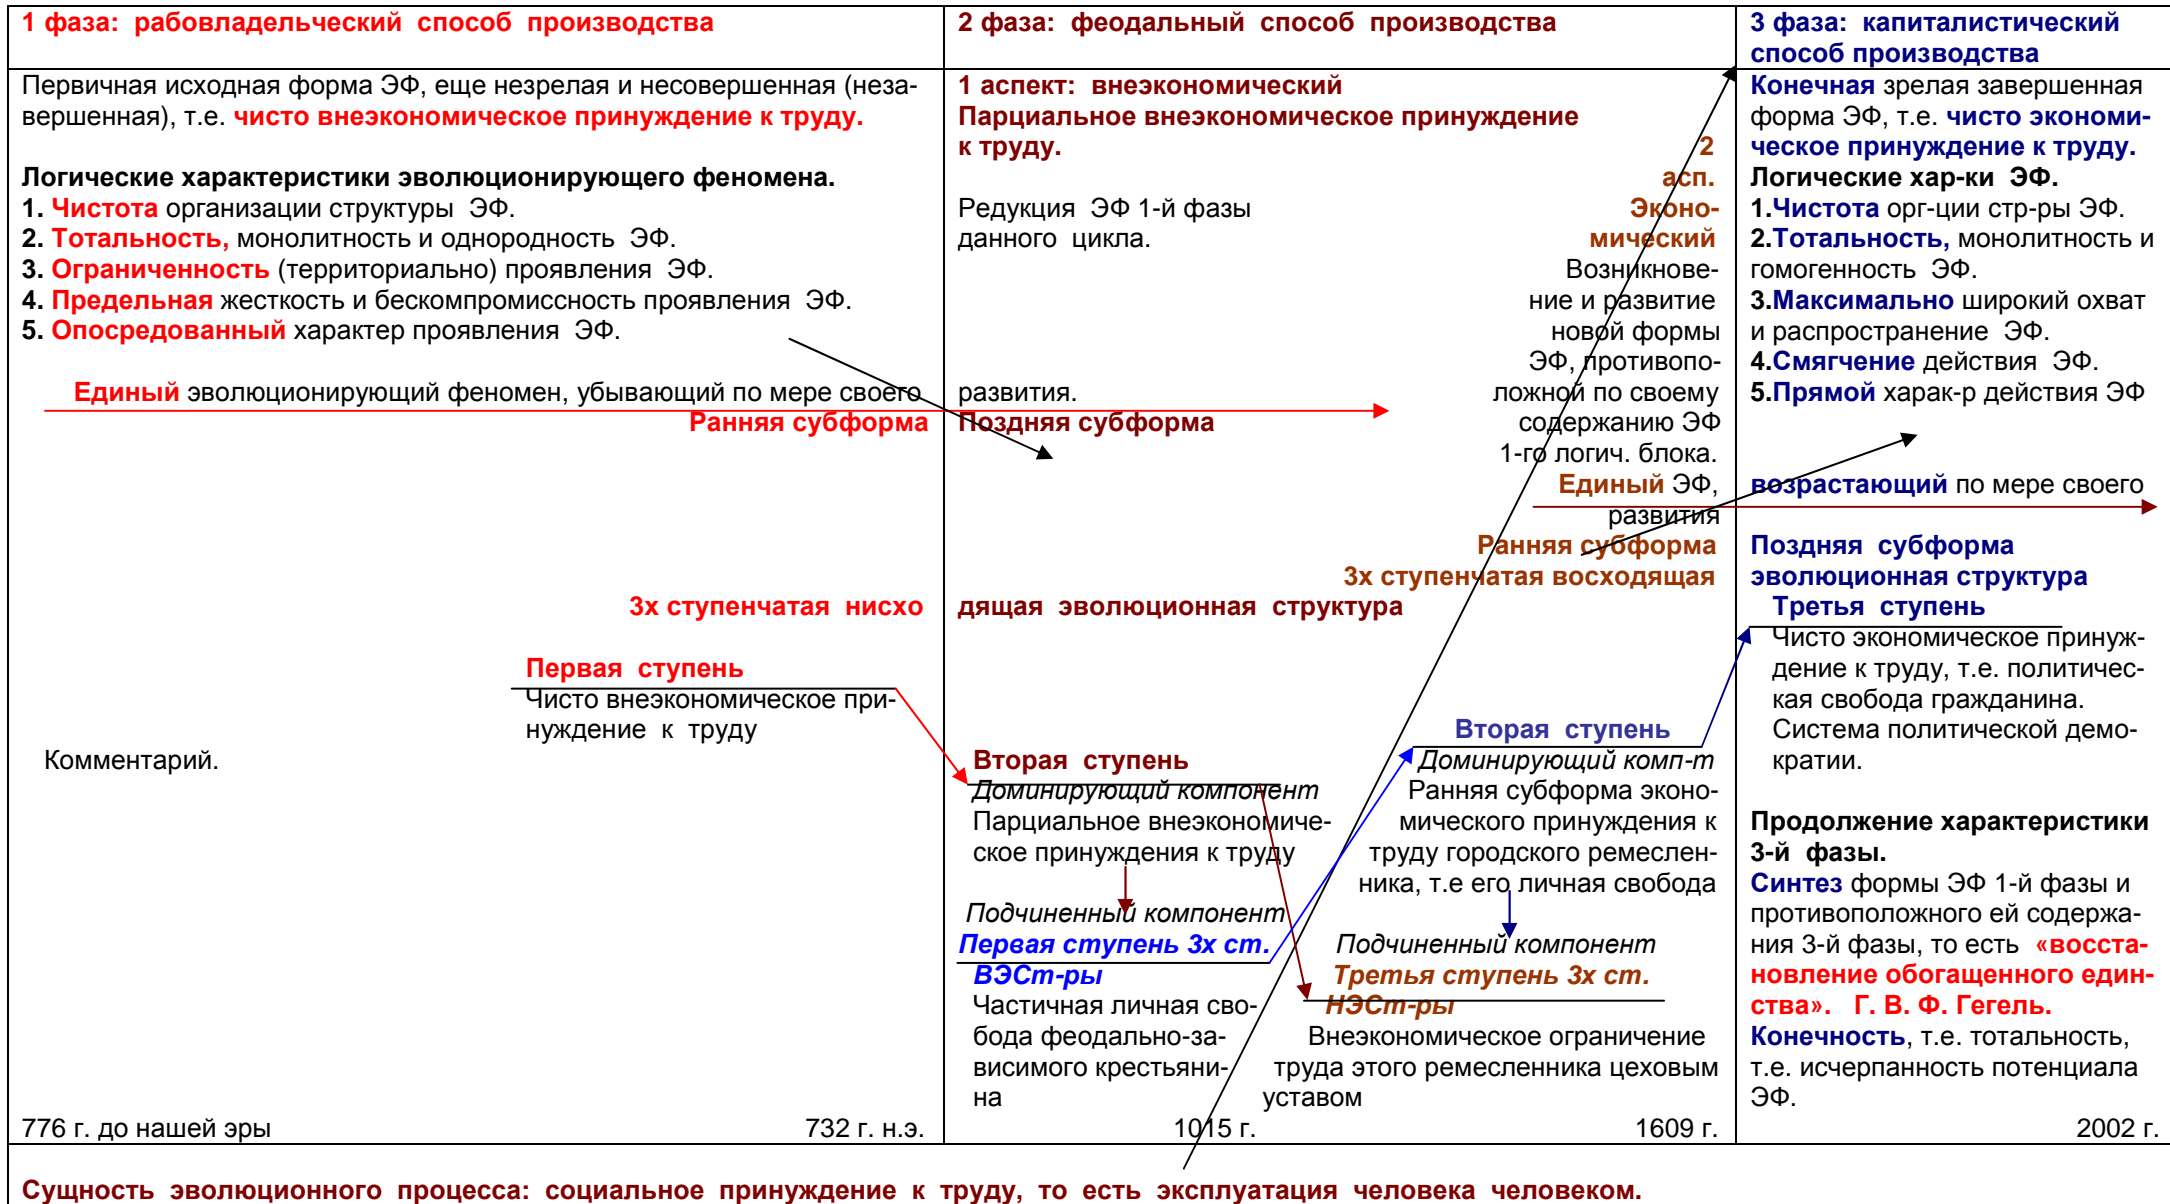 1 фаза: рабовладельческий способ производства
Первичная исходная форма ЭФ, еще незрелая и несовершенная (неза-
вершенная), т.е. чисто внеэкономическое принуждение к труду.
Логические характеристики эволюционирующего феномена.
1. Чистота организации структуры ЭФ.
2. Тотальность, монолитность и однородность ЭФ.
3. Ограниченность (территориально) проявления ЭФ.
4. Предельная жесткость и бескомпромиссность проявления ЭФ.
5. Опосредованный характер проявления ЭФ.
Единый эволюционирующий феномен, убывающий по мере своего
Ранняя субформа
3х ступенчатая нисхо
Первая ступень
Чисто внеэкономическое при-
нуждение к труду
Комментарий.
776 г. до нашей эры
732 г. н.э.
2 фаза: феодальный способ производства
1 аспект: внеэкономический
Парциальное внеэкономическое принуждение
к труду.
Редукция ЭФ 1-й фазы
данного цикла.
развития.
Поздняя субформа
дящая эволюционная структура
Вторая ступень
Доминирующий компонент
Парциальное внеэкономиче-
ское принуждения к труду
Подчиненный компонент
Первая ступень 3х ст.
ВЭСт-ры
Частичная личная сво-
бода феодально-за-
висимого крестьяни-
на
1015 г.
2
асп.
Эконо-
мический
Возникнове-
ние и развитие
новой формы
ЭФ, противопо-
ложной по своему
содержанию ЭФ
1-го логич. блока.
Единый ЭФ,
развития
Ранняя субформа
3х ступенчатая восходящая
Вторая ступень
Доминирующий комп-т
Ранняя субформа эконо-
мического принуждения к
труду городского ремеслен-
ника, т.е его личная свобода
Подчиненный компонент
Третья ступень 3х ст.
НЭСт-ры
Внеэкономическое ограничение
труда этого ремесленника цеховым
уставом
1609 г.
3 фаза: капиталистический
способ производства
Конечная зрелая завершенная
форма ЭФ, т.е. чисто экономи-
ческое принуждение к труду.
Логические хар-ки ЭФ.
1.Чистота орг-ции стр-ры ЭФ.
2.Тотальность, монолитность и
гомогенность ЭФ.
3.Максимально широкий охват
и распространение ЭФ.
4.Смягчение действия ЭФ.
5.Прямой харак-р действия ЭФ
возрастающий по мере своего
Поздняя субформа
эволюционная структура
Третья ступень
Чисто экономическое принуж-
дение к труду, т.е. политичес-
кая свобода гражданина.
Система политической демо-
кратии.
Продолжение характеристики
3-й фазы.
Синтез формы ЭФ 1-й фазы и
противоположного ей содержа-
ния 3-й фазы, то есть «восста-
новление обогащенного един-
ства». Г. В. Ф. Гегель.
Конечность, т.е. тотальность,
т.е. исчерпанность потенциала
ЭФ.
2002 г.
Сущность эволюционного процесса: социальное принуждение к труду, то есть эксплуатация человека человеком.